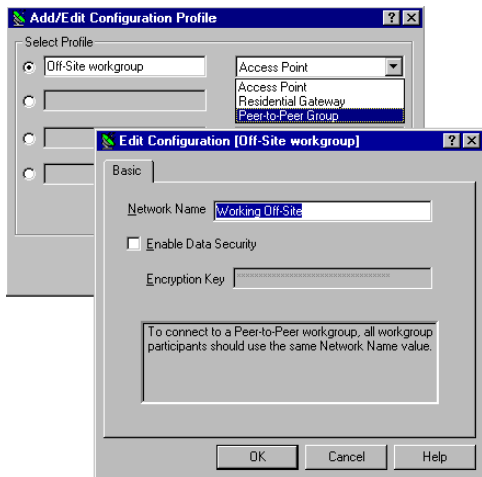 Add/Edit Configuration Profile
Select Profile
Off-Site workgroup
Access Point
Access Point
Residential Gateway
Peer-to-Peer Group
Edit Configuration [Off-Site workgroup]
Basic
Network Name
Working Off-Site
Enable Data Security
Encryption Key
To connect to a Peer-to-Peer workgroup, all workgroup
participants should use the same Network Name value.
OK
Cancel
Help